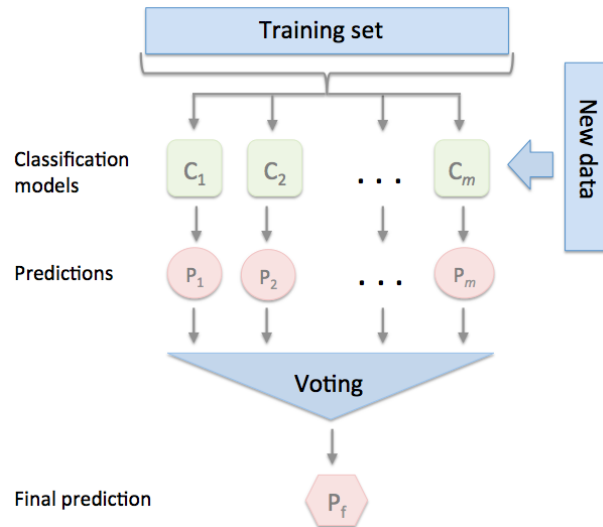 Training set
New data
Classification
models
C1 C2 . . . Cm
Predictions
P1 P2 . . . Pm
Voting
Final prediction
Pf